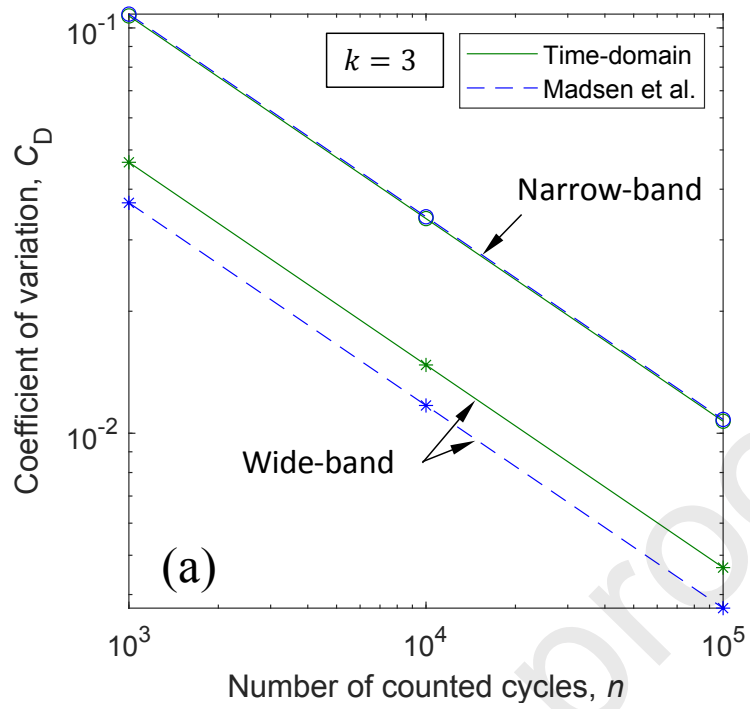 10^-1
k = 3
Time-domain
Madsen et al.
Narrow-band
Coefficient of variation, C_D
10^-2
Wide-band
(a)
10^3
10^4
10^5
Number of counted cycles, n